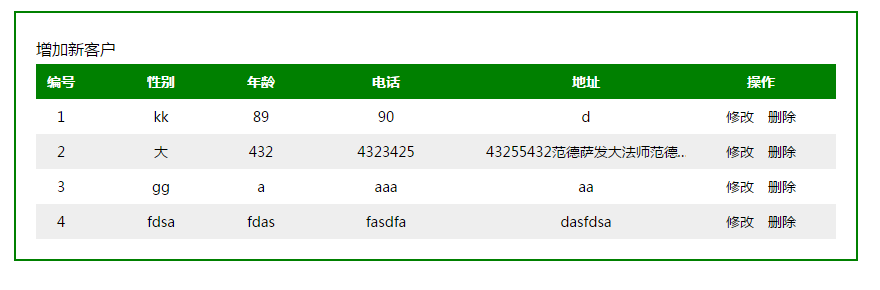 增加新客户
编号 性别 年龄 电话 地址 操作
1 kk 89 90 d 修改 删除
2 大 432 4323425 43255432范德萨发大法师范德... 修改 删除
3 gg a aaa aa 修改 删除
4 fdsa fdas fasdfa dasfdsa 修改 删除